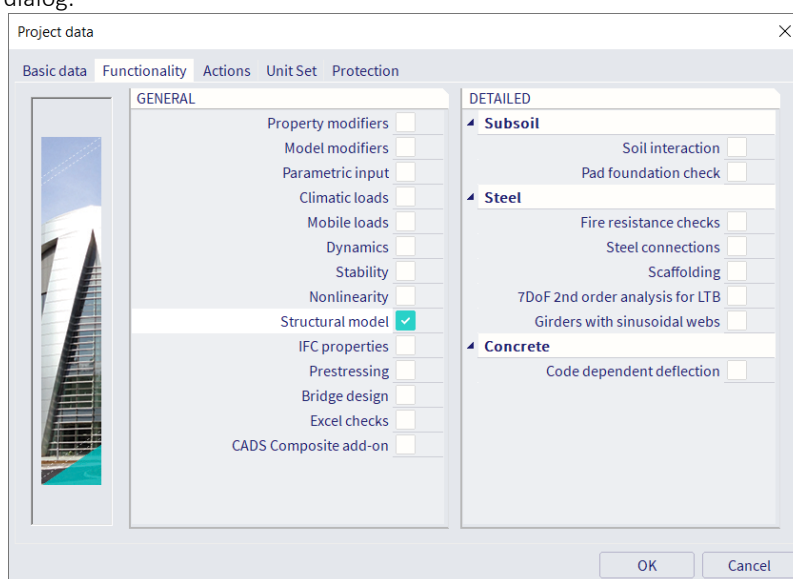 dialog:
Project data
Basic data Functionality Actions Unit Set Protection
GENERAL
Property modifiers
Model modifiers
Parametric input
Climatic loads
Mobile loads
Dynamics
Stability
Nonlinearity
Structural model
IFC properties
Prestressing
Bridge design
Excel checks
CADS Composite add-on
DETAILED
Subsoil
Soil interaction
Pad foundation check
Steel
Fire resistance checks
Steel connections
Scaffolding
7DoF 2nd order analysis for LTB
Girders with sinusoidal webs
Concrete
Code dependent deflection
OK Cancel